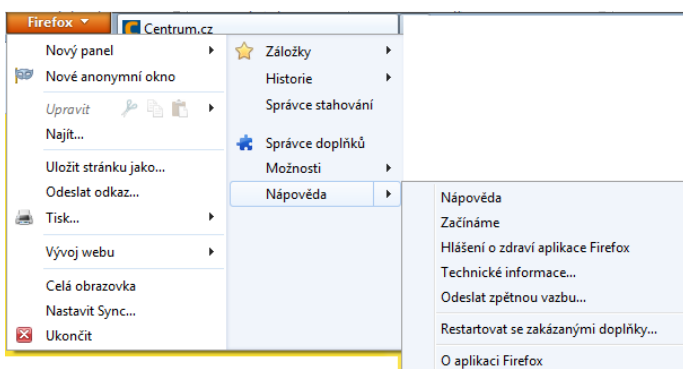 Firefox
Centrum.cz
Nový panel
Nové anonymní okno
Upravit
Najít...
Uložit stránku jako...
Odeslat odkaz...
Tisk...
Vývoj webu
Celá obrazovka
Nastavit Sync...
Ukončit
Záložky
Historie
Správce stahování
Správce doplňků
Možnosti
Nápověda
Nápověda
Začínáme
Hlášení o zdraví aplikace Firefox
Technické informace...
Odeslat zpětnou vazbu...
Restartovat se zakázanými doplňky...
O aplikaci Firefox